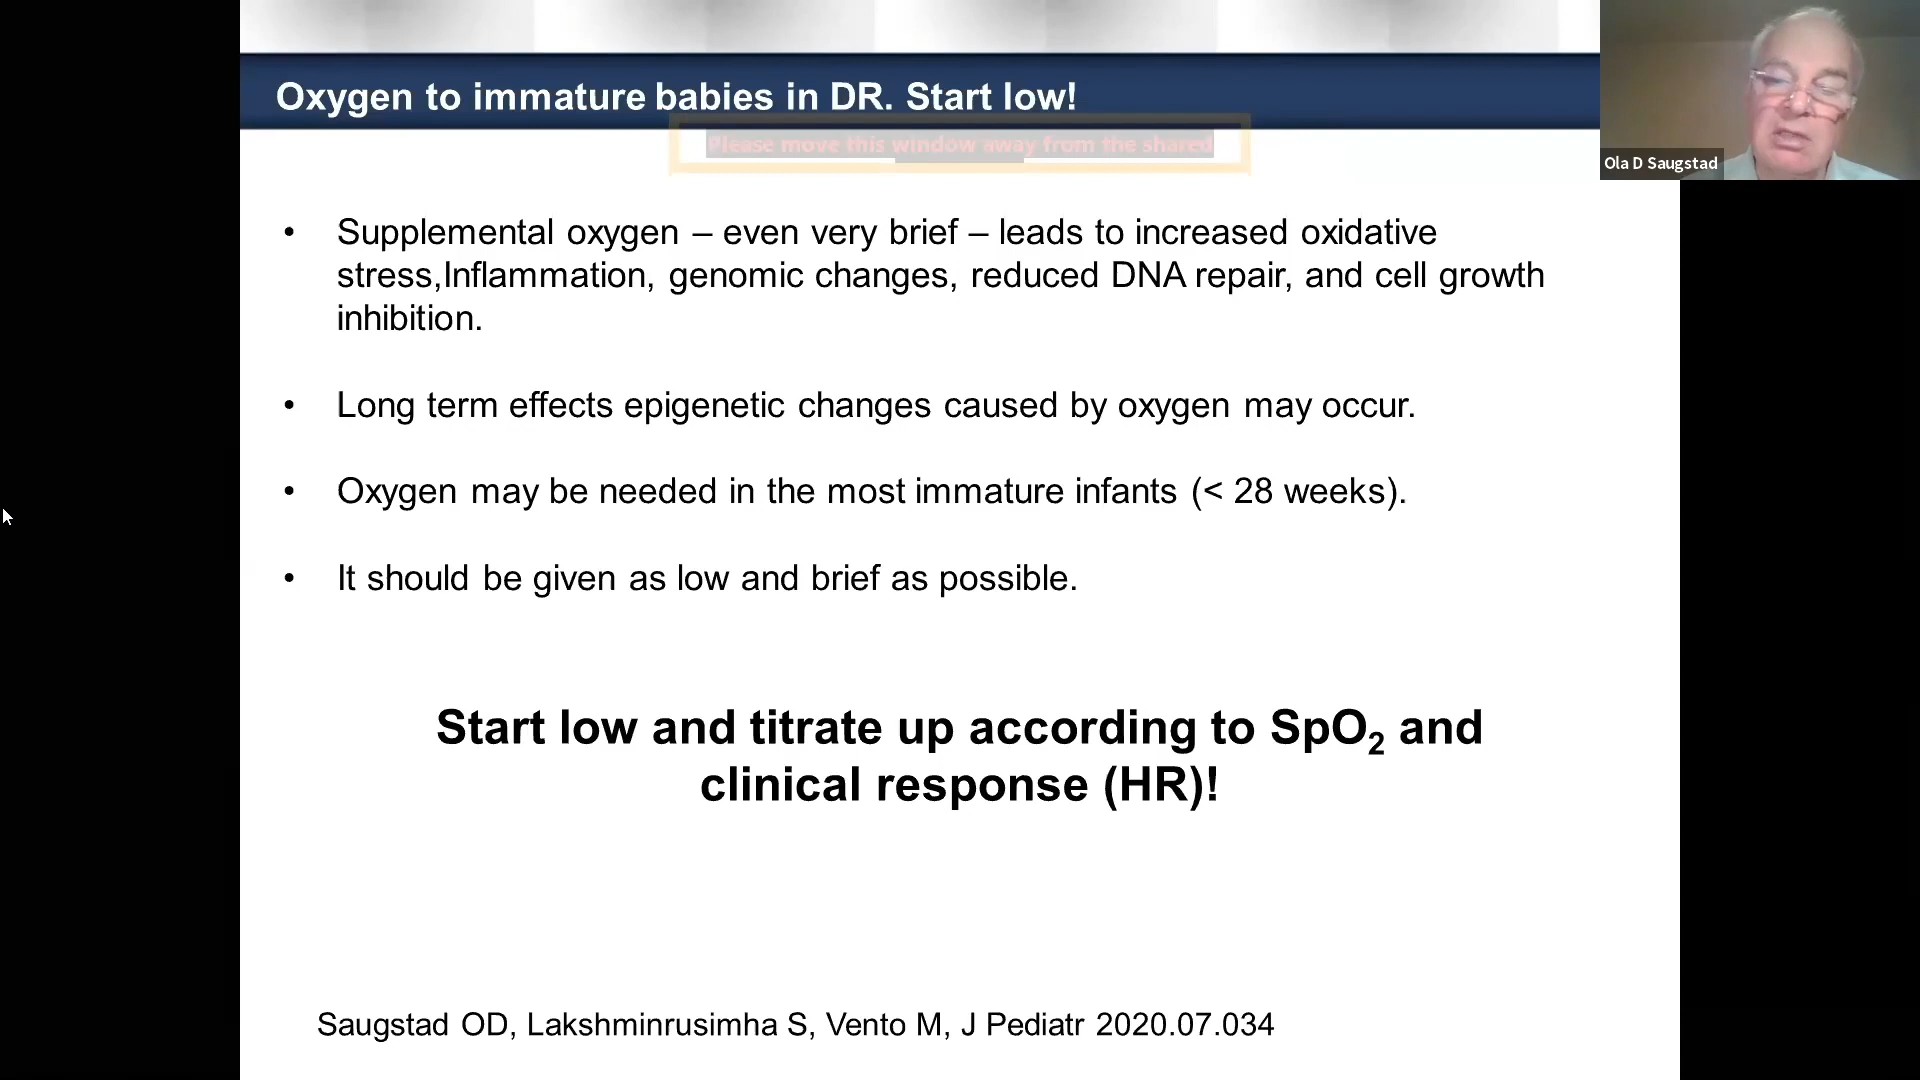 Oxygen to immature babies in DR. Start low!
Please move this window away from the shared
Ola D Saugstad
• Supplemental oxygen – even very brief – leads to increased oxidative
stress,Inflammation, genomic changes, reduced DNA repair, and cell growth
inhibition.
• Long term effects epigenetic changes caused by oxygen may occur.
• Oxygen may be needed in the most immature infants (< 28 weeks).
• It should be given as low and brief as possible.
Start low and titrate up according to SpO₂ and
clinical response (HR)!
Saugstad OD, Lakshminrusimha S, Vento M, J Pediatr 2020.07.034